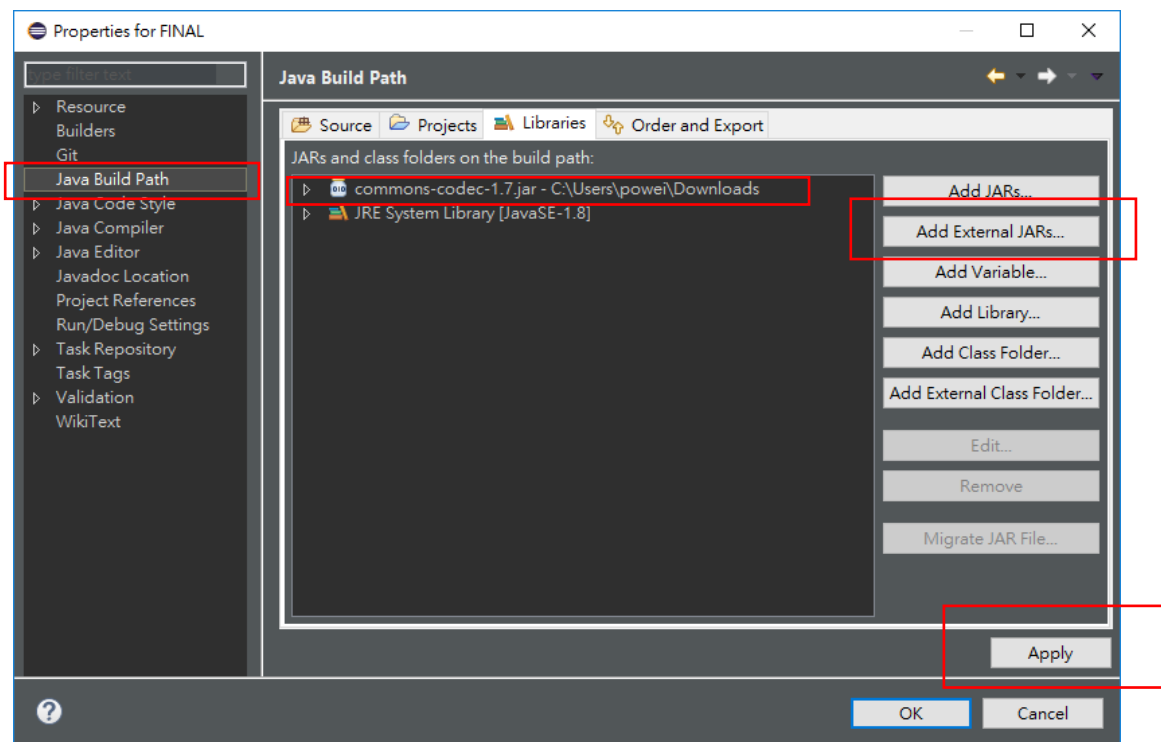 Properties for FINAL
type filter text
Resource
Builders
Git
Java Build Path
Java Code Style
Java Compiler
Java Editor
Javadoc Location
Project References
Run/Debug Settings
Task Repository
Task Tags
Validation
WikiText
Java Build Path
Source Projects Libraries Order and Export
JARs and class folders on the build path:
commons-codec-1.7.jar - C:\Users\powei\Downloads
JRE System Library [JavaSE-1.8]
Add JARs...
Add External JARs...
Add Variable...
Add Library...
Add Class Folder...
Add External Class Folder...
Edit...
Remove
Migrate JAR File...
Apply
OK Cancel